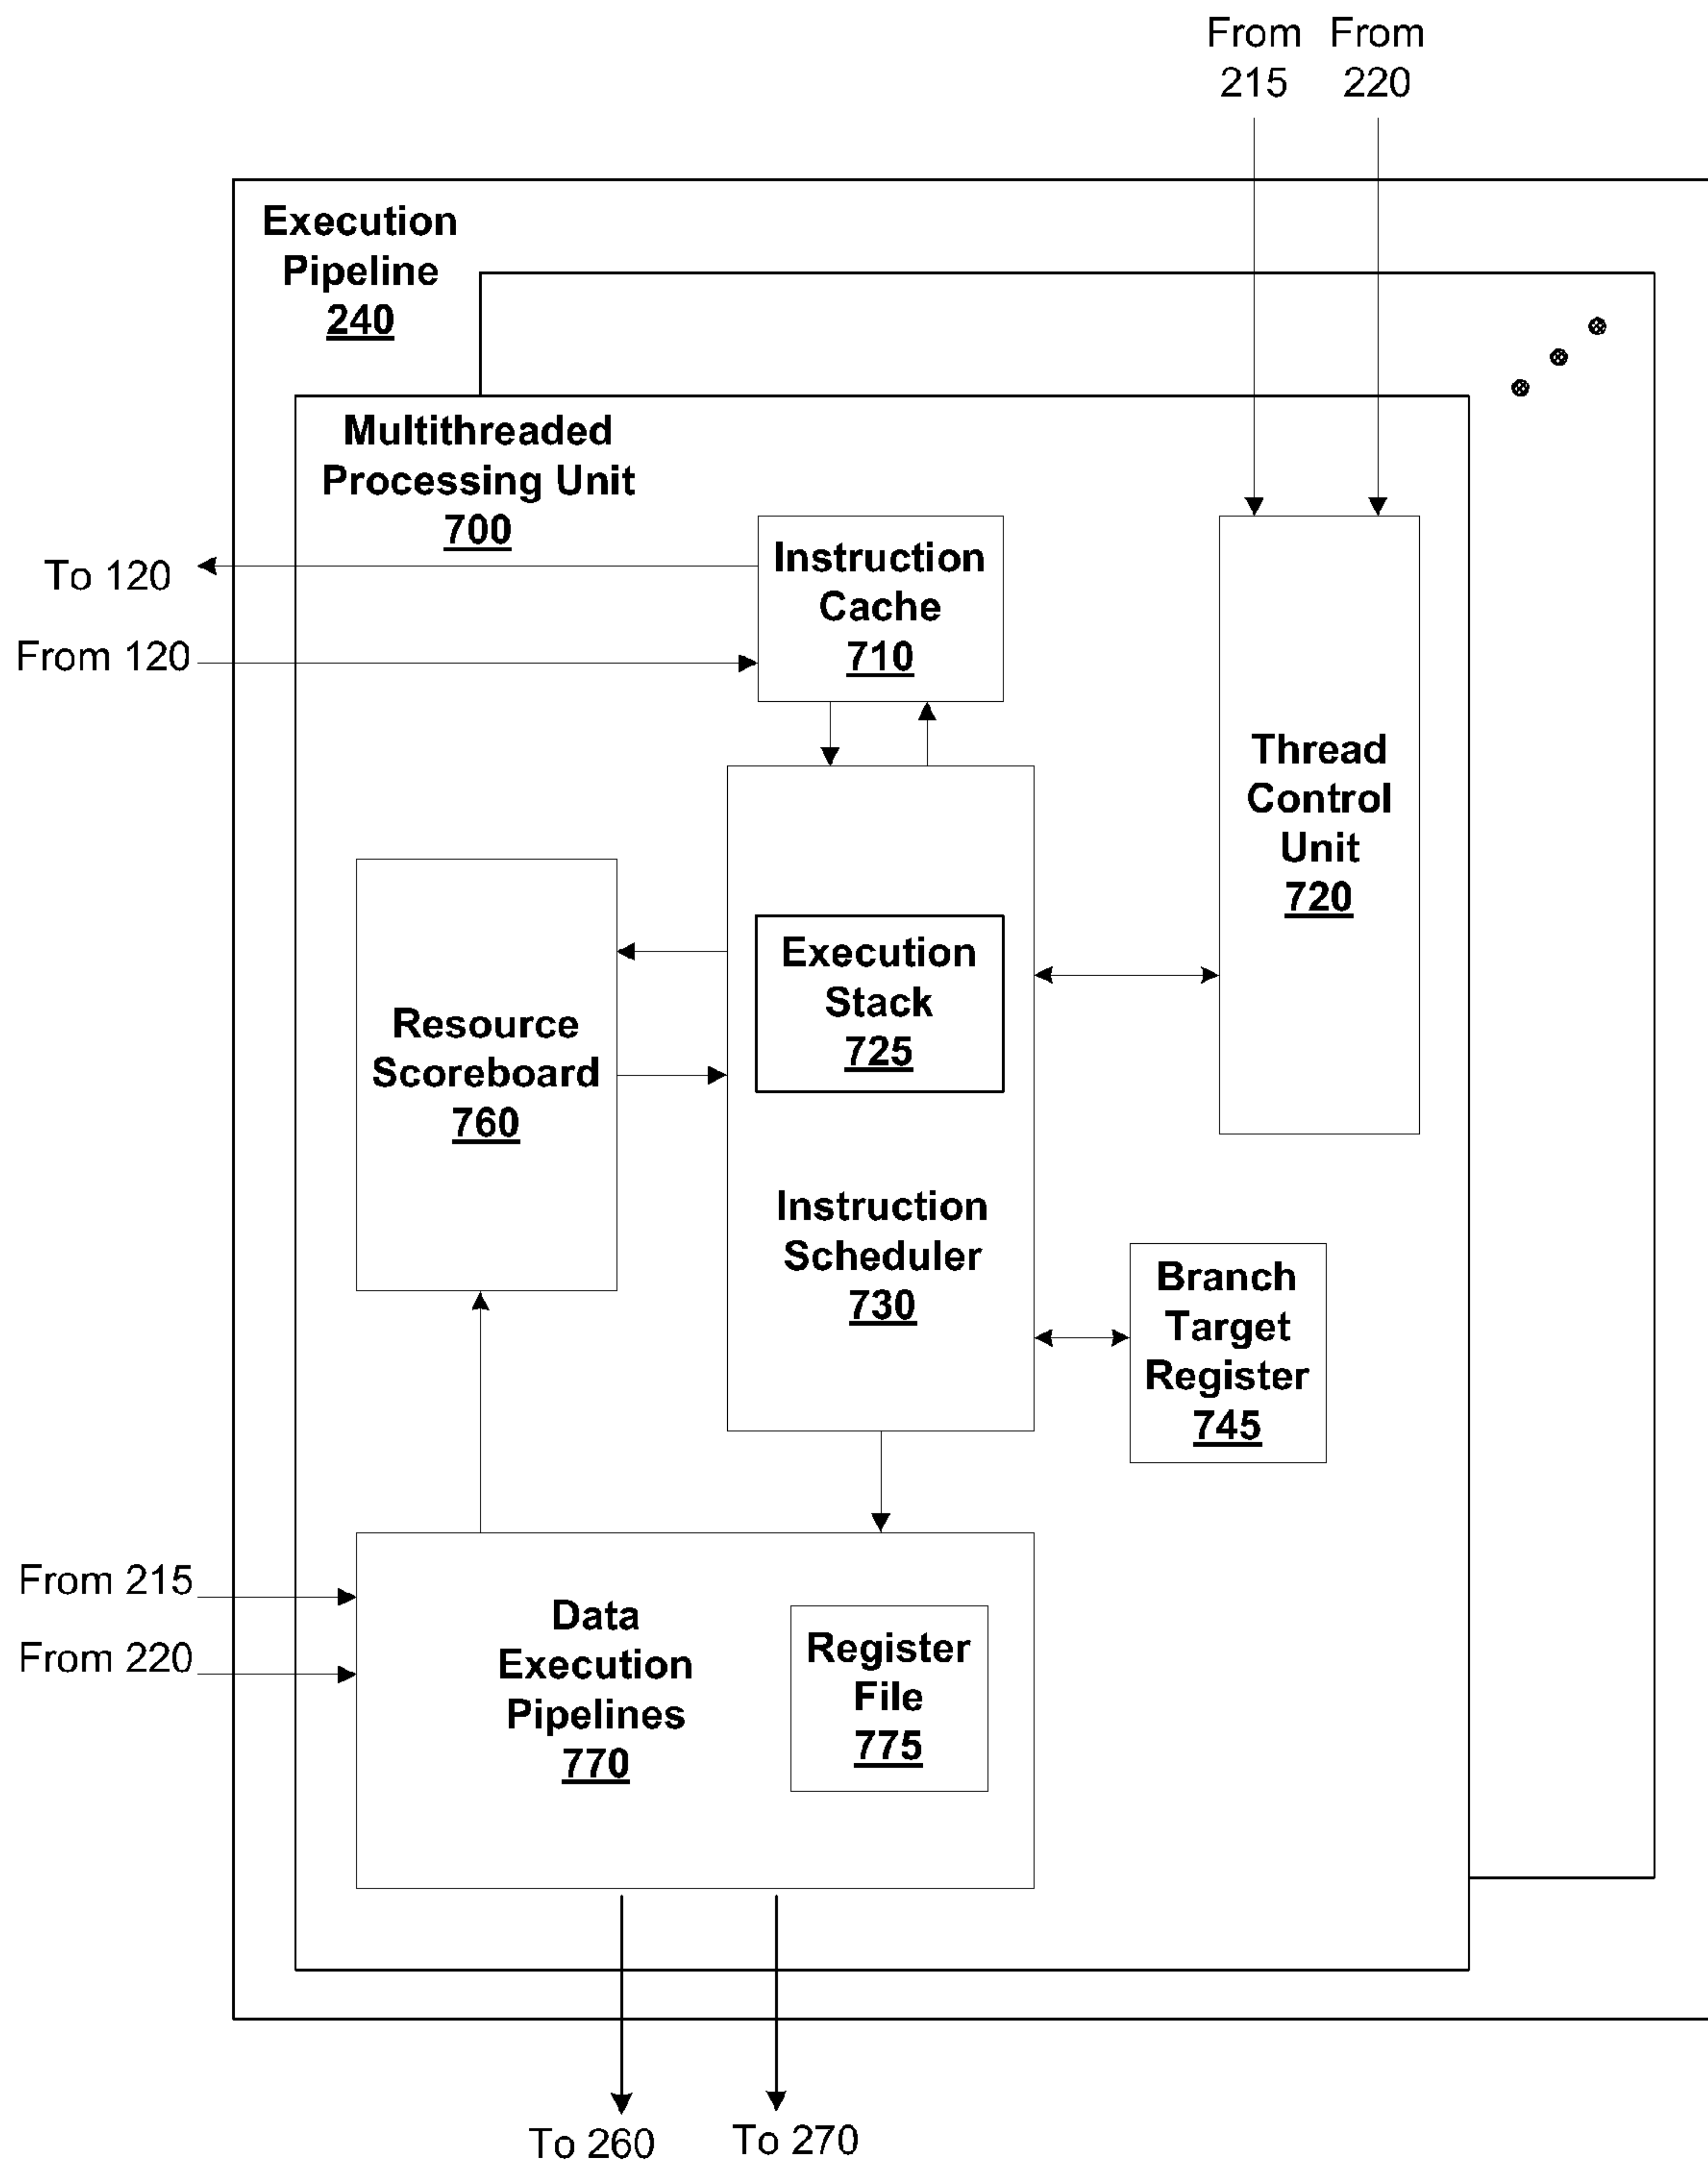 From
215
From
220
Execution
Pipeline
240
Multithreaded
Processing Unit
700
To 120
From 120
Instruction
Cache
710
Thread
Control
Unit
720
Execution
Stack
725
Resource
Scoreboard
760
Instruction
Scheduler
730
Branch
Target
Register
745
From 215
From 220
Data
Execution
Pipelines
770
Register
File
775
To 260
To 270